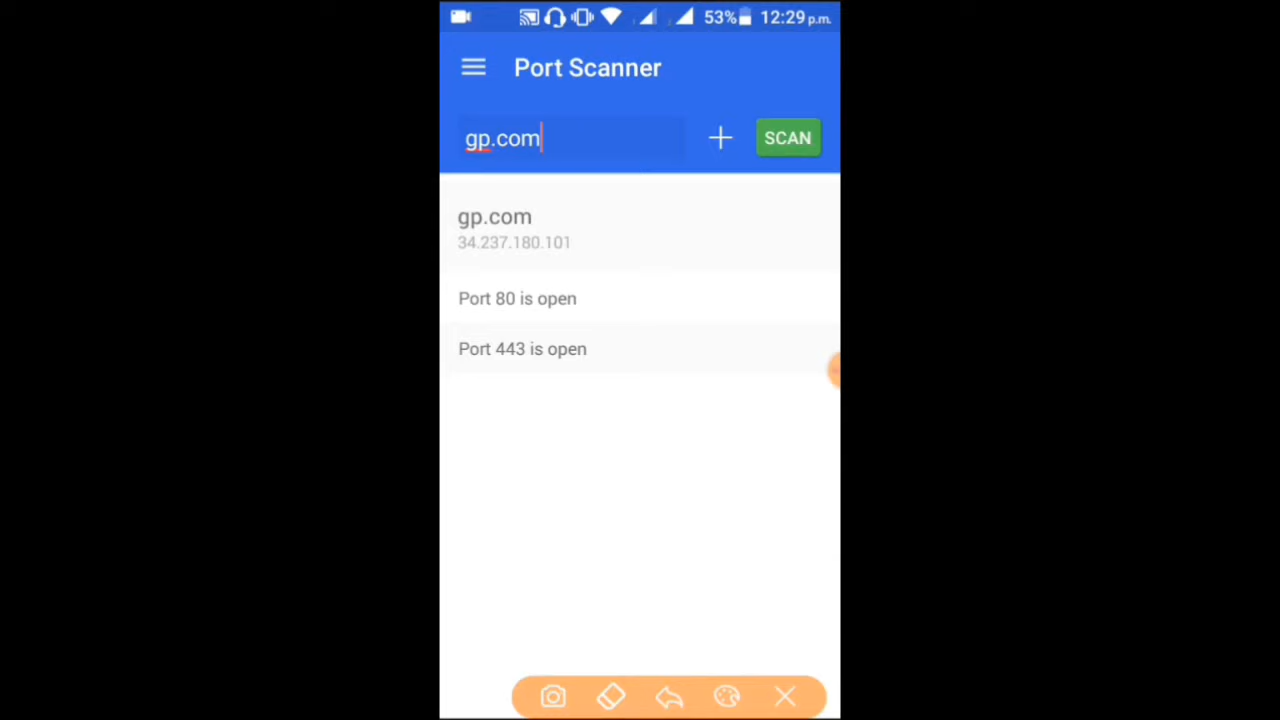 53% 12:29 p.m.
Port Scanner
gp.com
SCAN
gp.com
34.237.180.101
Port 80 is open
Port 443 is open